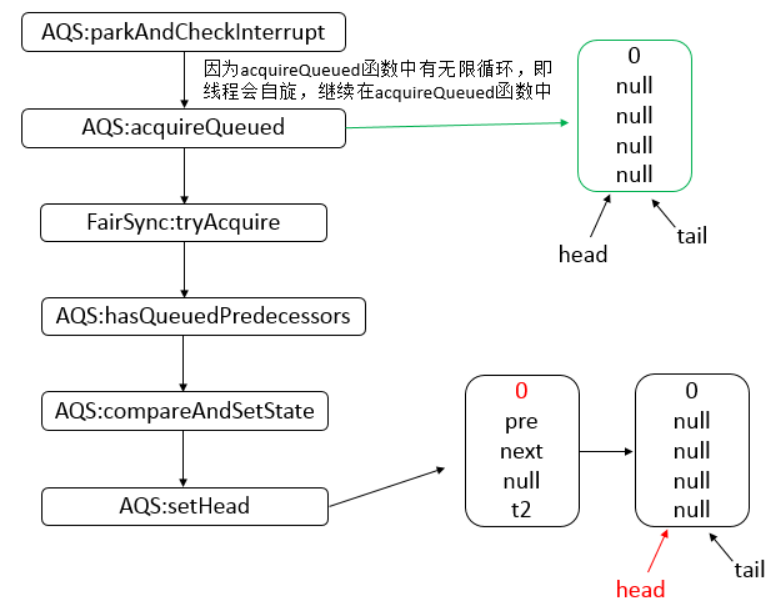 AQS:parkAndCheckInterrupt
因为acquireQueued函数中有无限循环，即
线程会自旋，继续在acquireQueued函数中
AQS:acquireQueued
0
null
null
null
null
head
tail
FairSync:tryAcquire
AQS:hasQueuedPredecessors
AQS:compareAndSetState
AQS:setHead
0
pre
next
null
t2
0
null
null
null
null
head
tail